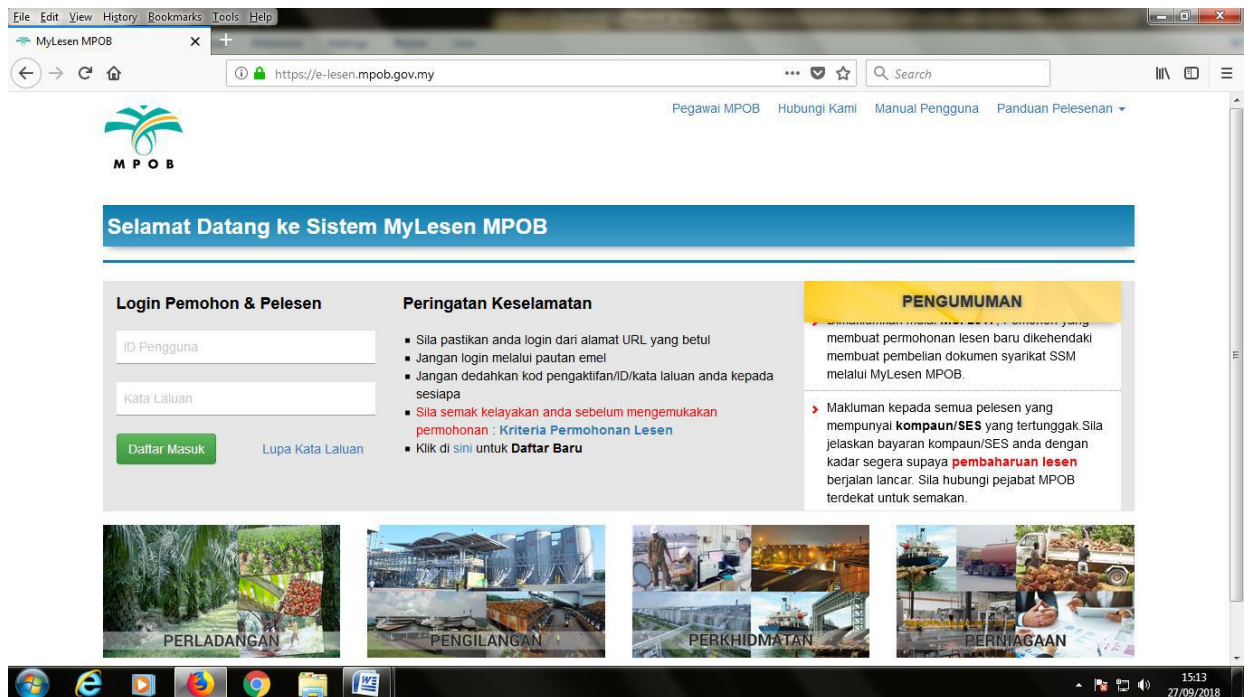 File Edit View History Bookmarks Tools Help
MyLesen MPOB
https://e-lesen.mpob.gov.my
Search
Pegawai MPOB Hubungi Kami Manual Pengguna Panduan Pelesenan
MPOB
Selamat Datang ke Sistem MyLesen MPOB
Login Pemohon & Pelesen
ID Pengguna
Kata Laluan
Daftar Masuk Lupa Kata Laluan
Peringatan Keselamatan
Sila pastikan anda login dari alamat URL yang betul
Jangan login melalui pautan emel
Jangan dedahkan kod pengaktifan/ID/kata laluan anda kepada
sesiapa
Sila semak kelayakan anda sebelum mengemukakan
permohonan : Kriteria Permohonan Lesen
Klik di sini untuk Daftar Baru
PENGUMUMAN
membuat permohonan lesen baru dikehendaki
membuat pembelian dokumen syarikat SSM
melalui MyLesen MPOB.
Makluman kepada semua pelesen yang
mempunyai kompaun/SES yang tertunggak.Sila
jelaskan bayaran kompaun/SES anda dengan
kadar segera supaya pembaharuan lesen
berjalan lancar. Sila hubungi pejabat MPOB
terdekat untuk semakan.
PERLADANGAN
PENGILANGAN
PERKHIDMATAN
PERNIAGAAN
15:13
27/09/2018